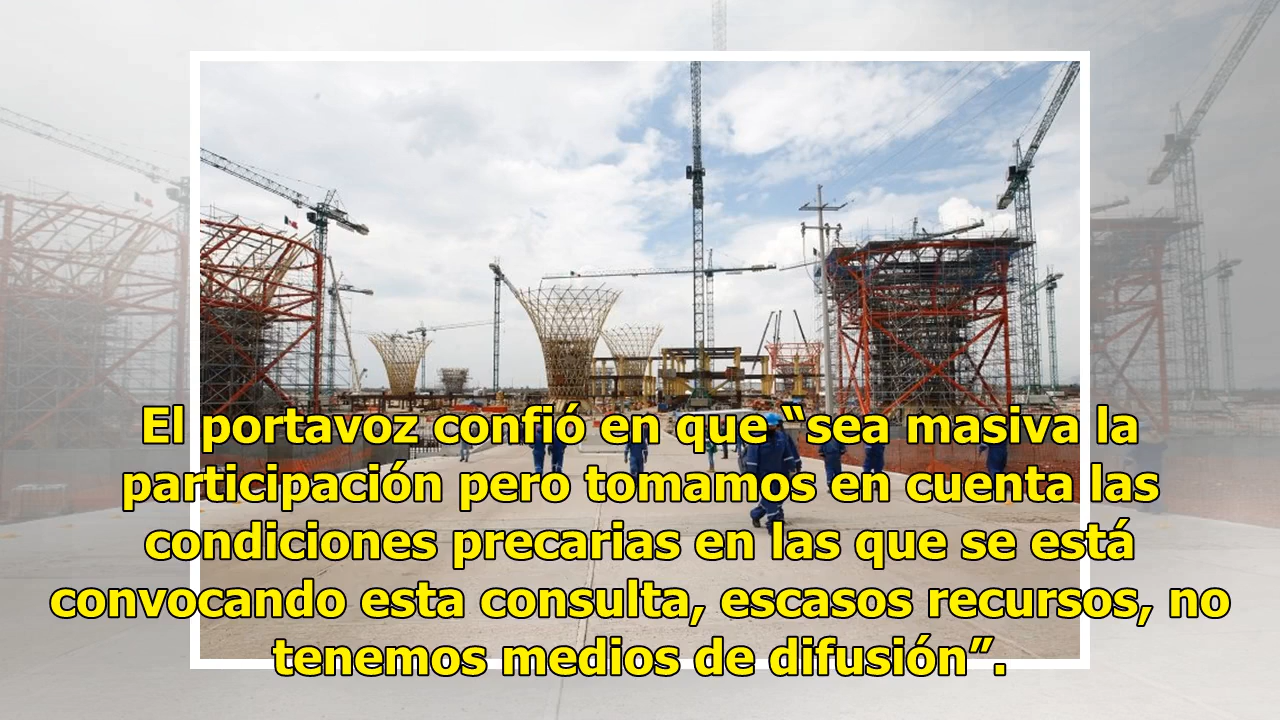 El portavoz confió en que “sea masiva la
participación pero tomamos en cuenta las
condiciones precarias en las que se está
convocando esta consulta, escasos recursos, no
tenemos medios de difusión”.